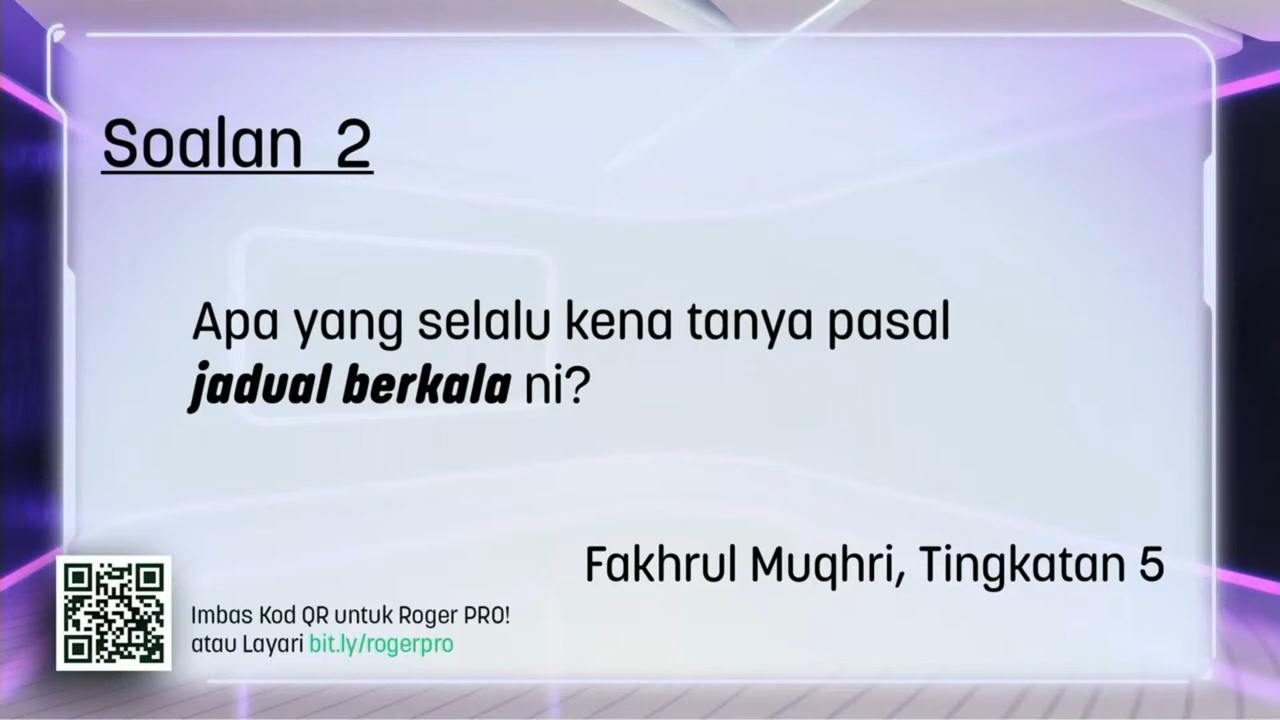 Soalan 2
Apa yang selalu kena tanya pasal
jadual berkala ni?
Fakhrul Muqhri, Tingkatan 5
Imbas Kod QR untuk Roger PRO!
atau Layari bit.ly/rogerpro